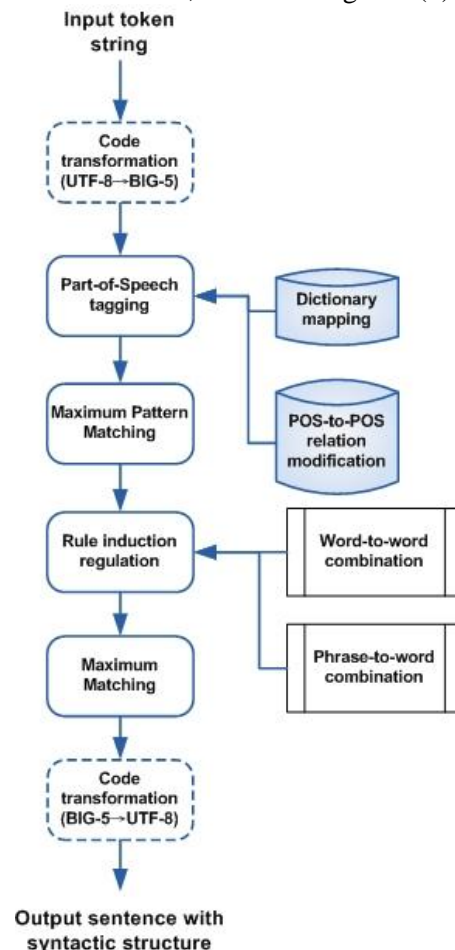 Input token
string
Code
transformation
(UTF-8→BIG-5)
Part-of-Speech
tagging
Dictionary
mapping
Maximum Pattern
Matching
POS-to-POS
relation
modification
Rule induction
regulation
Word-to-word
combination
Maximum
Matching
Phrase-to-word
combination
Code
transformation
(BIG-5→UTF-8)
Output sentence with
syntactic structure